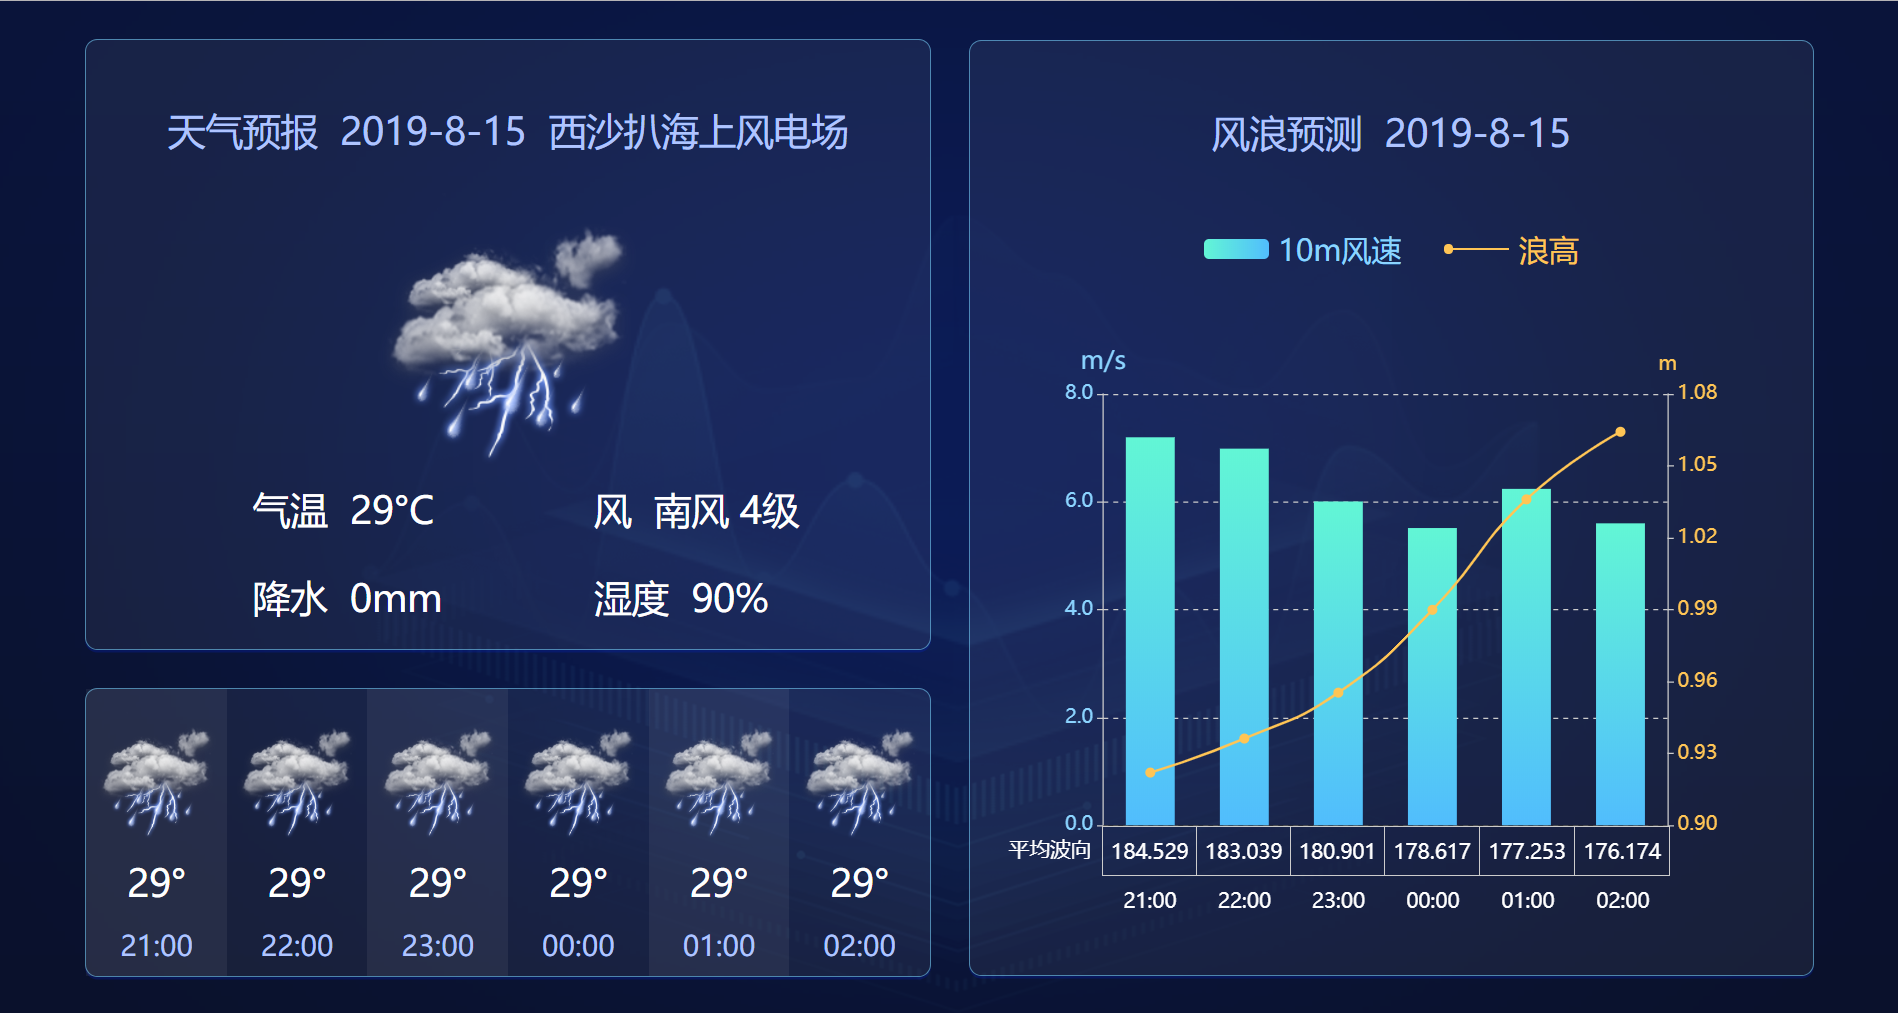 天气预报 2019-8-15 西沙扒海上风电场
气温 29°C 风 南风 4级
降水 0mm 湿度 90%
29° 29° 29° 29° 29° 29°
21:00 22:00 23:00 00:00 01:00 02:00
风浪预测 2019-8-15
10m风速 浪高
m/s m
8.0 1.08
1.05
6.0
1.02
4.0 0.99
0.96
2.0
0.93
0.0 0.90
平均波向 184.529 183.039 180.901 178.617 177.253 176.174
21:00 22:00 23:00 00:00 01:00 02:00